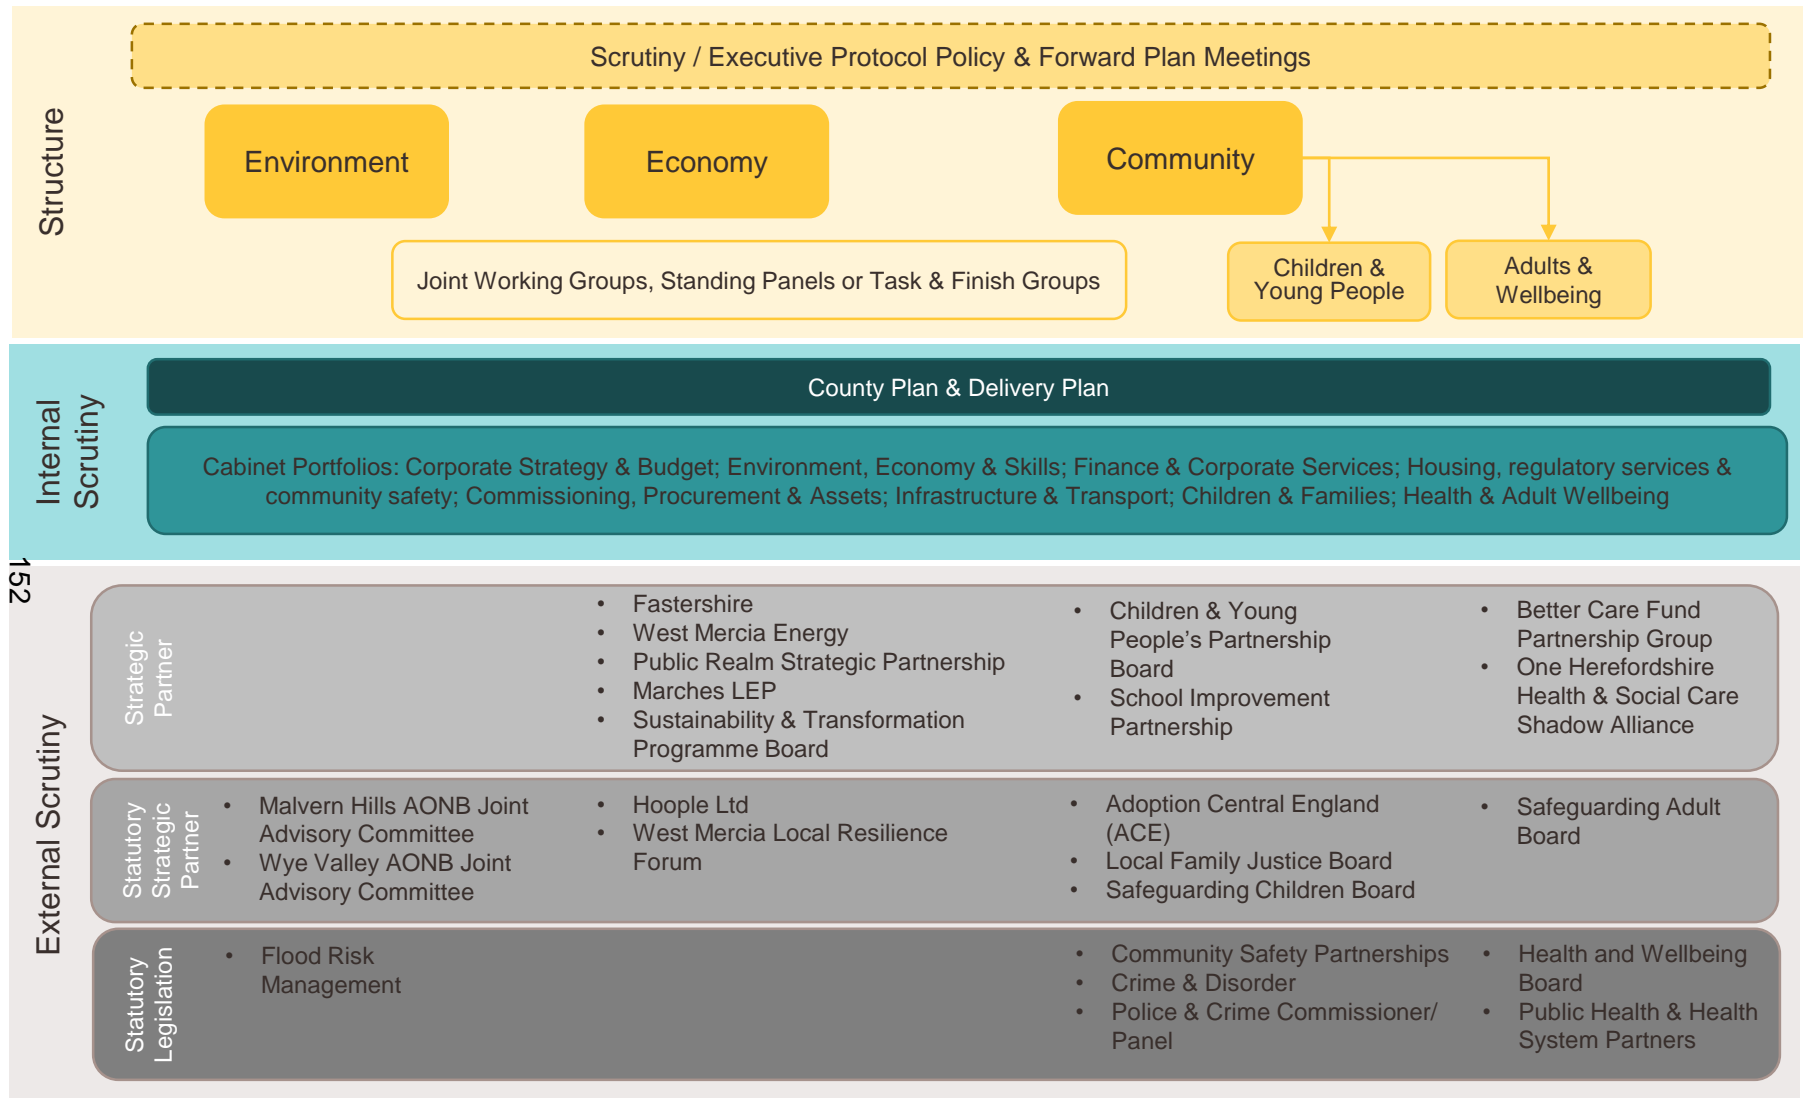 Structure
Scrutiny / Executive Protocol Policy & Forward Plan Meetings
Environment
Economy
Community
Joint Working Groups, Standing Panels or Task & Finish Groups
Children &
Young People
Adults &
Wellbeing
Internal
Scrutiny
County Plan & Delivery Plan
Cabinet Portfolios: Corporate Strategy & Budget; Environment, Economy & Skills; Finance & Corporate Services; Housing, regulatory services &
community safety; Commissioning, Procurement & Assets; Infrastructure & Transport; Children & Families; Health & Adult Wellbeing
152
External Scrutiny
Strategic
Partner
• Fastershire
• West Mercia Energy
• Public Realm Strategic Partnership
• Marches LEP
• Sustainability & Transformation
Programme Board
• Children & Young
People’s Partnership
Board
• School Improvement
Partnership
• Better Care Fund
Partnership Group
• One Herefordshire
Health & Social Care
Shadow Alliance
Statutory
Strategic
Partner
• Malvern Hills AONB Joint
Advisory Committee
• Wye Valley AONB Joint
Advisory Committee
• Hoople Ltd
• West Mercia Local Resilience
Forum
• Adoption Central England
(ACE)
• Local Family Justice Board
• Safeguarding Children Board
• Safeguarding Adult
Board
Statutory
Legislation
• Flood Risk
Management
• Community Safety Partnerships
• Crime & Disorder
• Police & Crime Commissioner/
Panel
• Health and Wellbeing
Board
• Public Health & Health
System Partners